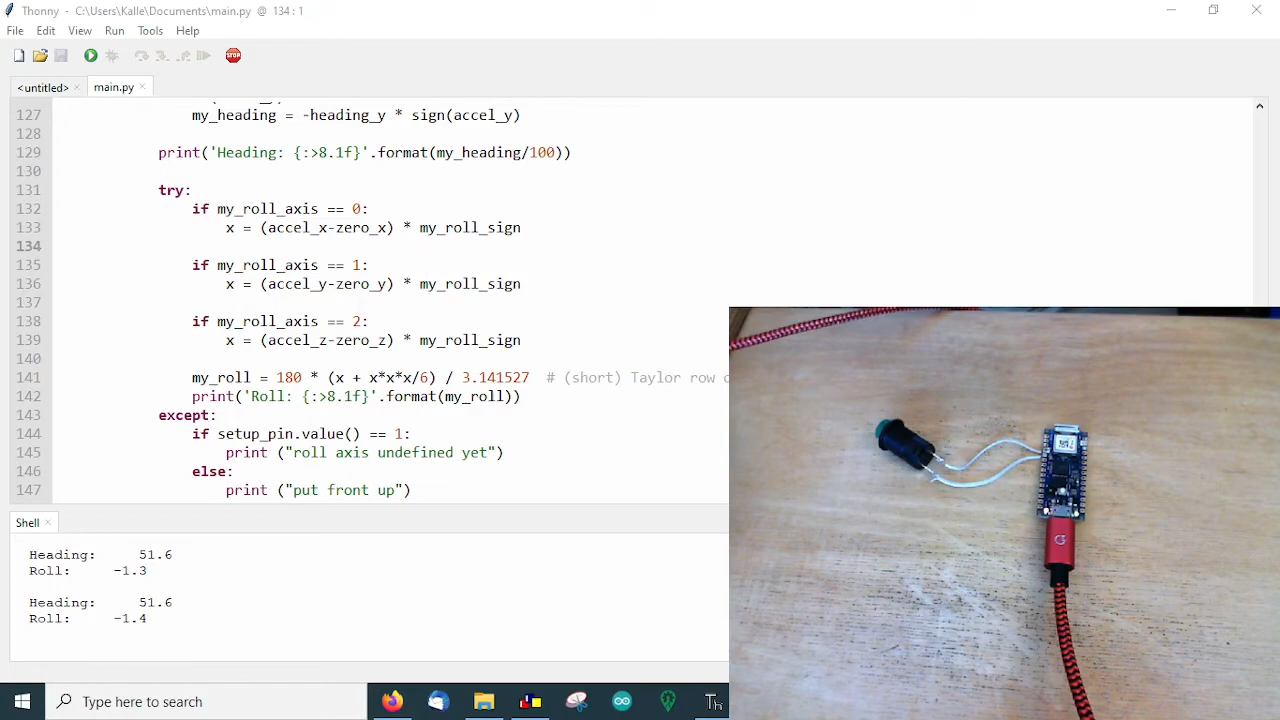 Thonny - C:\Users\Kalle\Documents\main.py @ 134 : 1
File Edit View Run Tools Help
STOP
<untitled> × main.py ×
127 my_heading = -heading_y * sign(accel_y)
128
129 print('Heading: {:>8.1f}'.format(my_heading/100))
130
131 try:
132 if my_roll_axis == 0:
133 x = (accel_x-zero_x) * my_roll_sign
134
135 if my_roll_axis == 1:
136 x = (accel_y-zero_y) * my_roll_sign
137
138 if my_roll_axis == 2:
139 x = (accel_z-zero_z) * my_roll_sign
140
141 my_roll = 180 * (x + x*x*x/6) / 3.141527 # (short) Taylor row
142 print('Roll: {:>8.1f}'.format(my_roll))
143 except:
144 if setup_pin.value() == 1:
145 print ("roll axis undefined yet")
146 else:
147 print ("put front up")
Shell ×
Heading: 51.6
Roll: -1.3
Heading: 51.6
Roll: -1.4
Type here to search